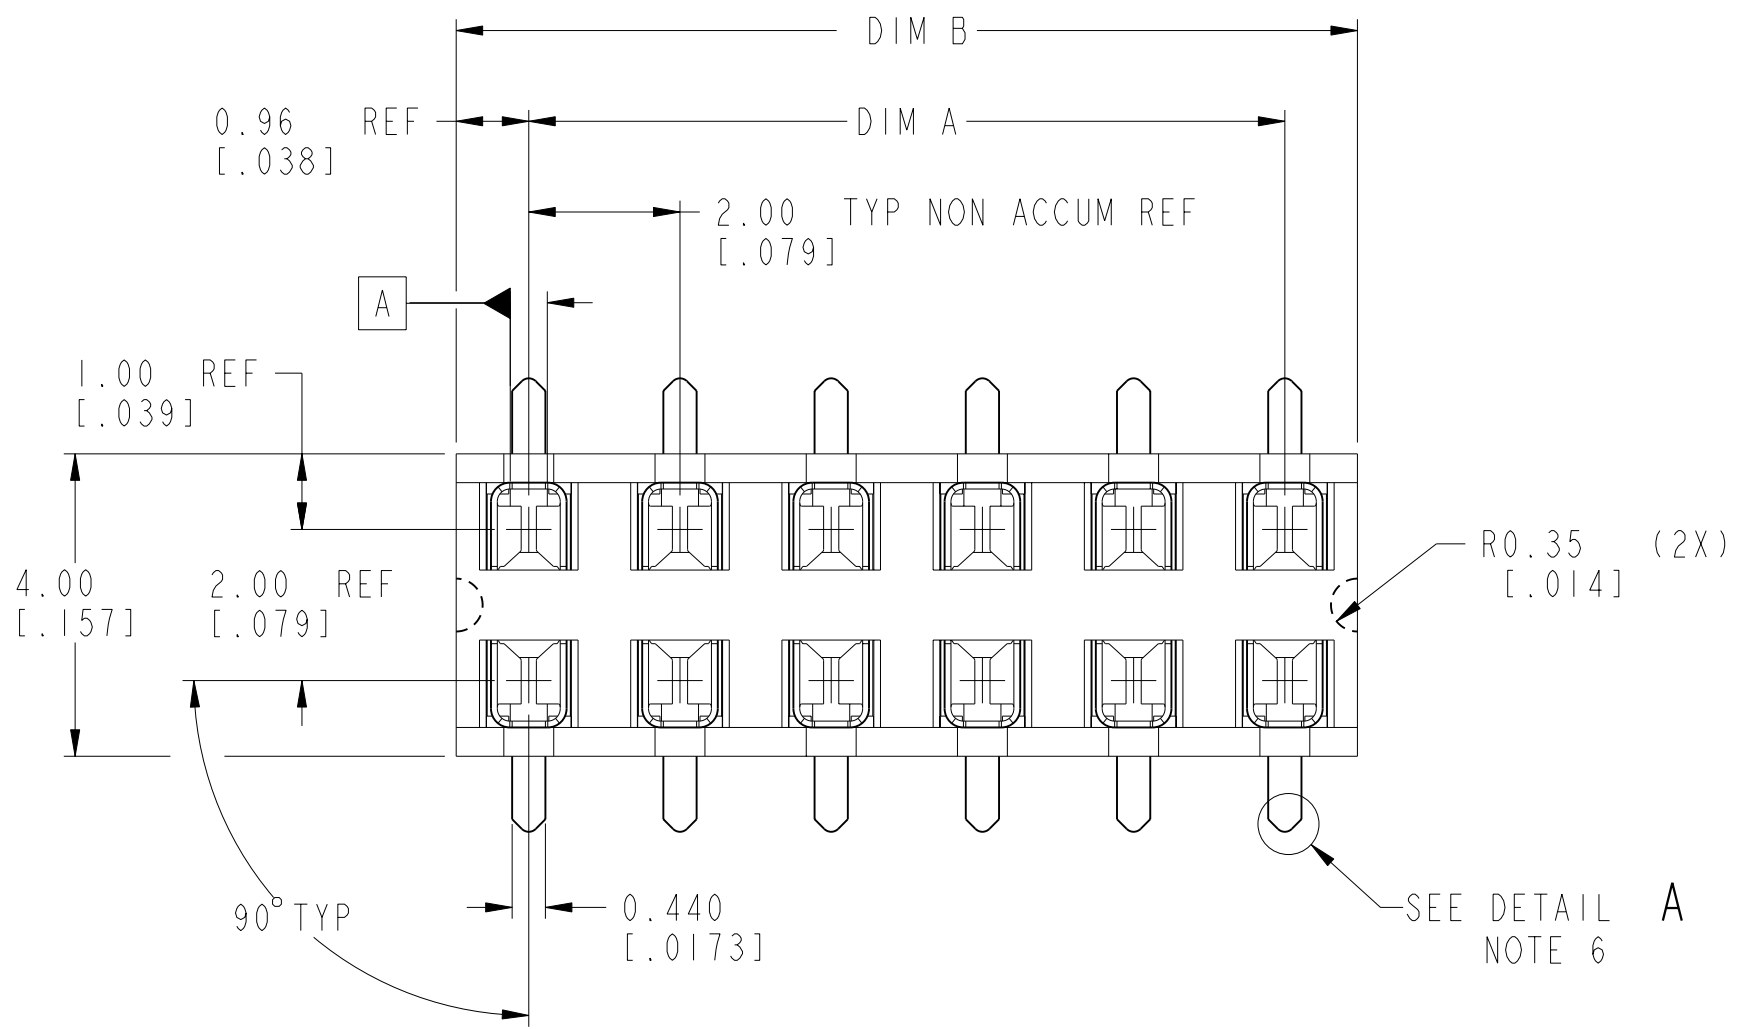 DIM B
0.96 REF
[.038]
DIM A
2.00 TYP NON ACCUM REF
[.079]
A
1.00 REF
[.039]
4.00
[.157]
2.00 REF
[.079]
R0.35 (2X)
[.014]
90° TYP
0.440
[.0173]
SEE DETAIL A
NOTE 6